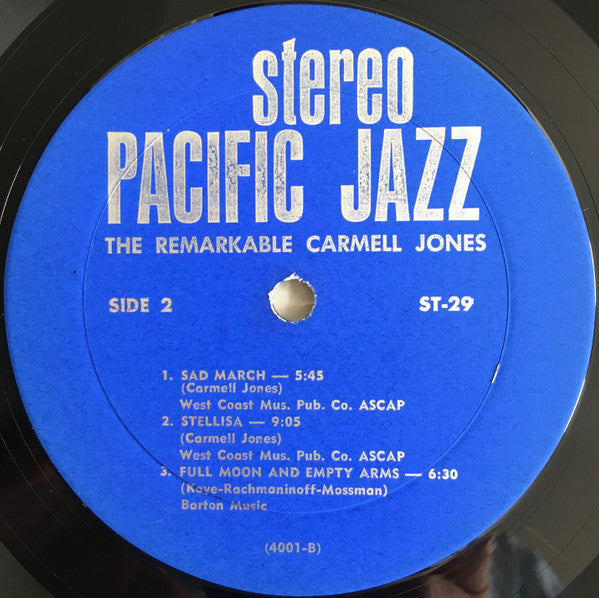 stereo
PACIFIC JAZZ
THE REMARKABLE CARMELL JONES
SIDE 2 ST-29
1. SAD MARCH — 5:45
(Carmell Jones)
West Coast Mus. Pub. Co. ASCAP
2. STELLISA — 9:05
(Carmell Jones)
West Coast Mus. Pub. Co. ASCAP
3. FULL MOON AND EMPTY ARMS — 6:30
(Kaye-Rachmaninoff-Mossman)
Barton Music
(4001-B)